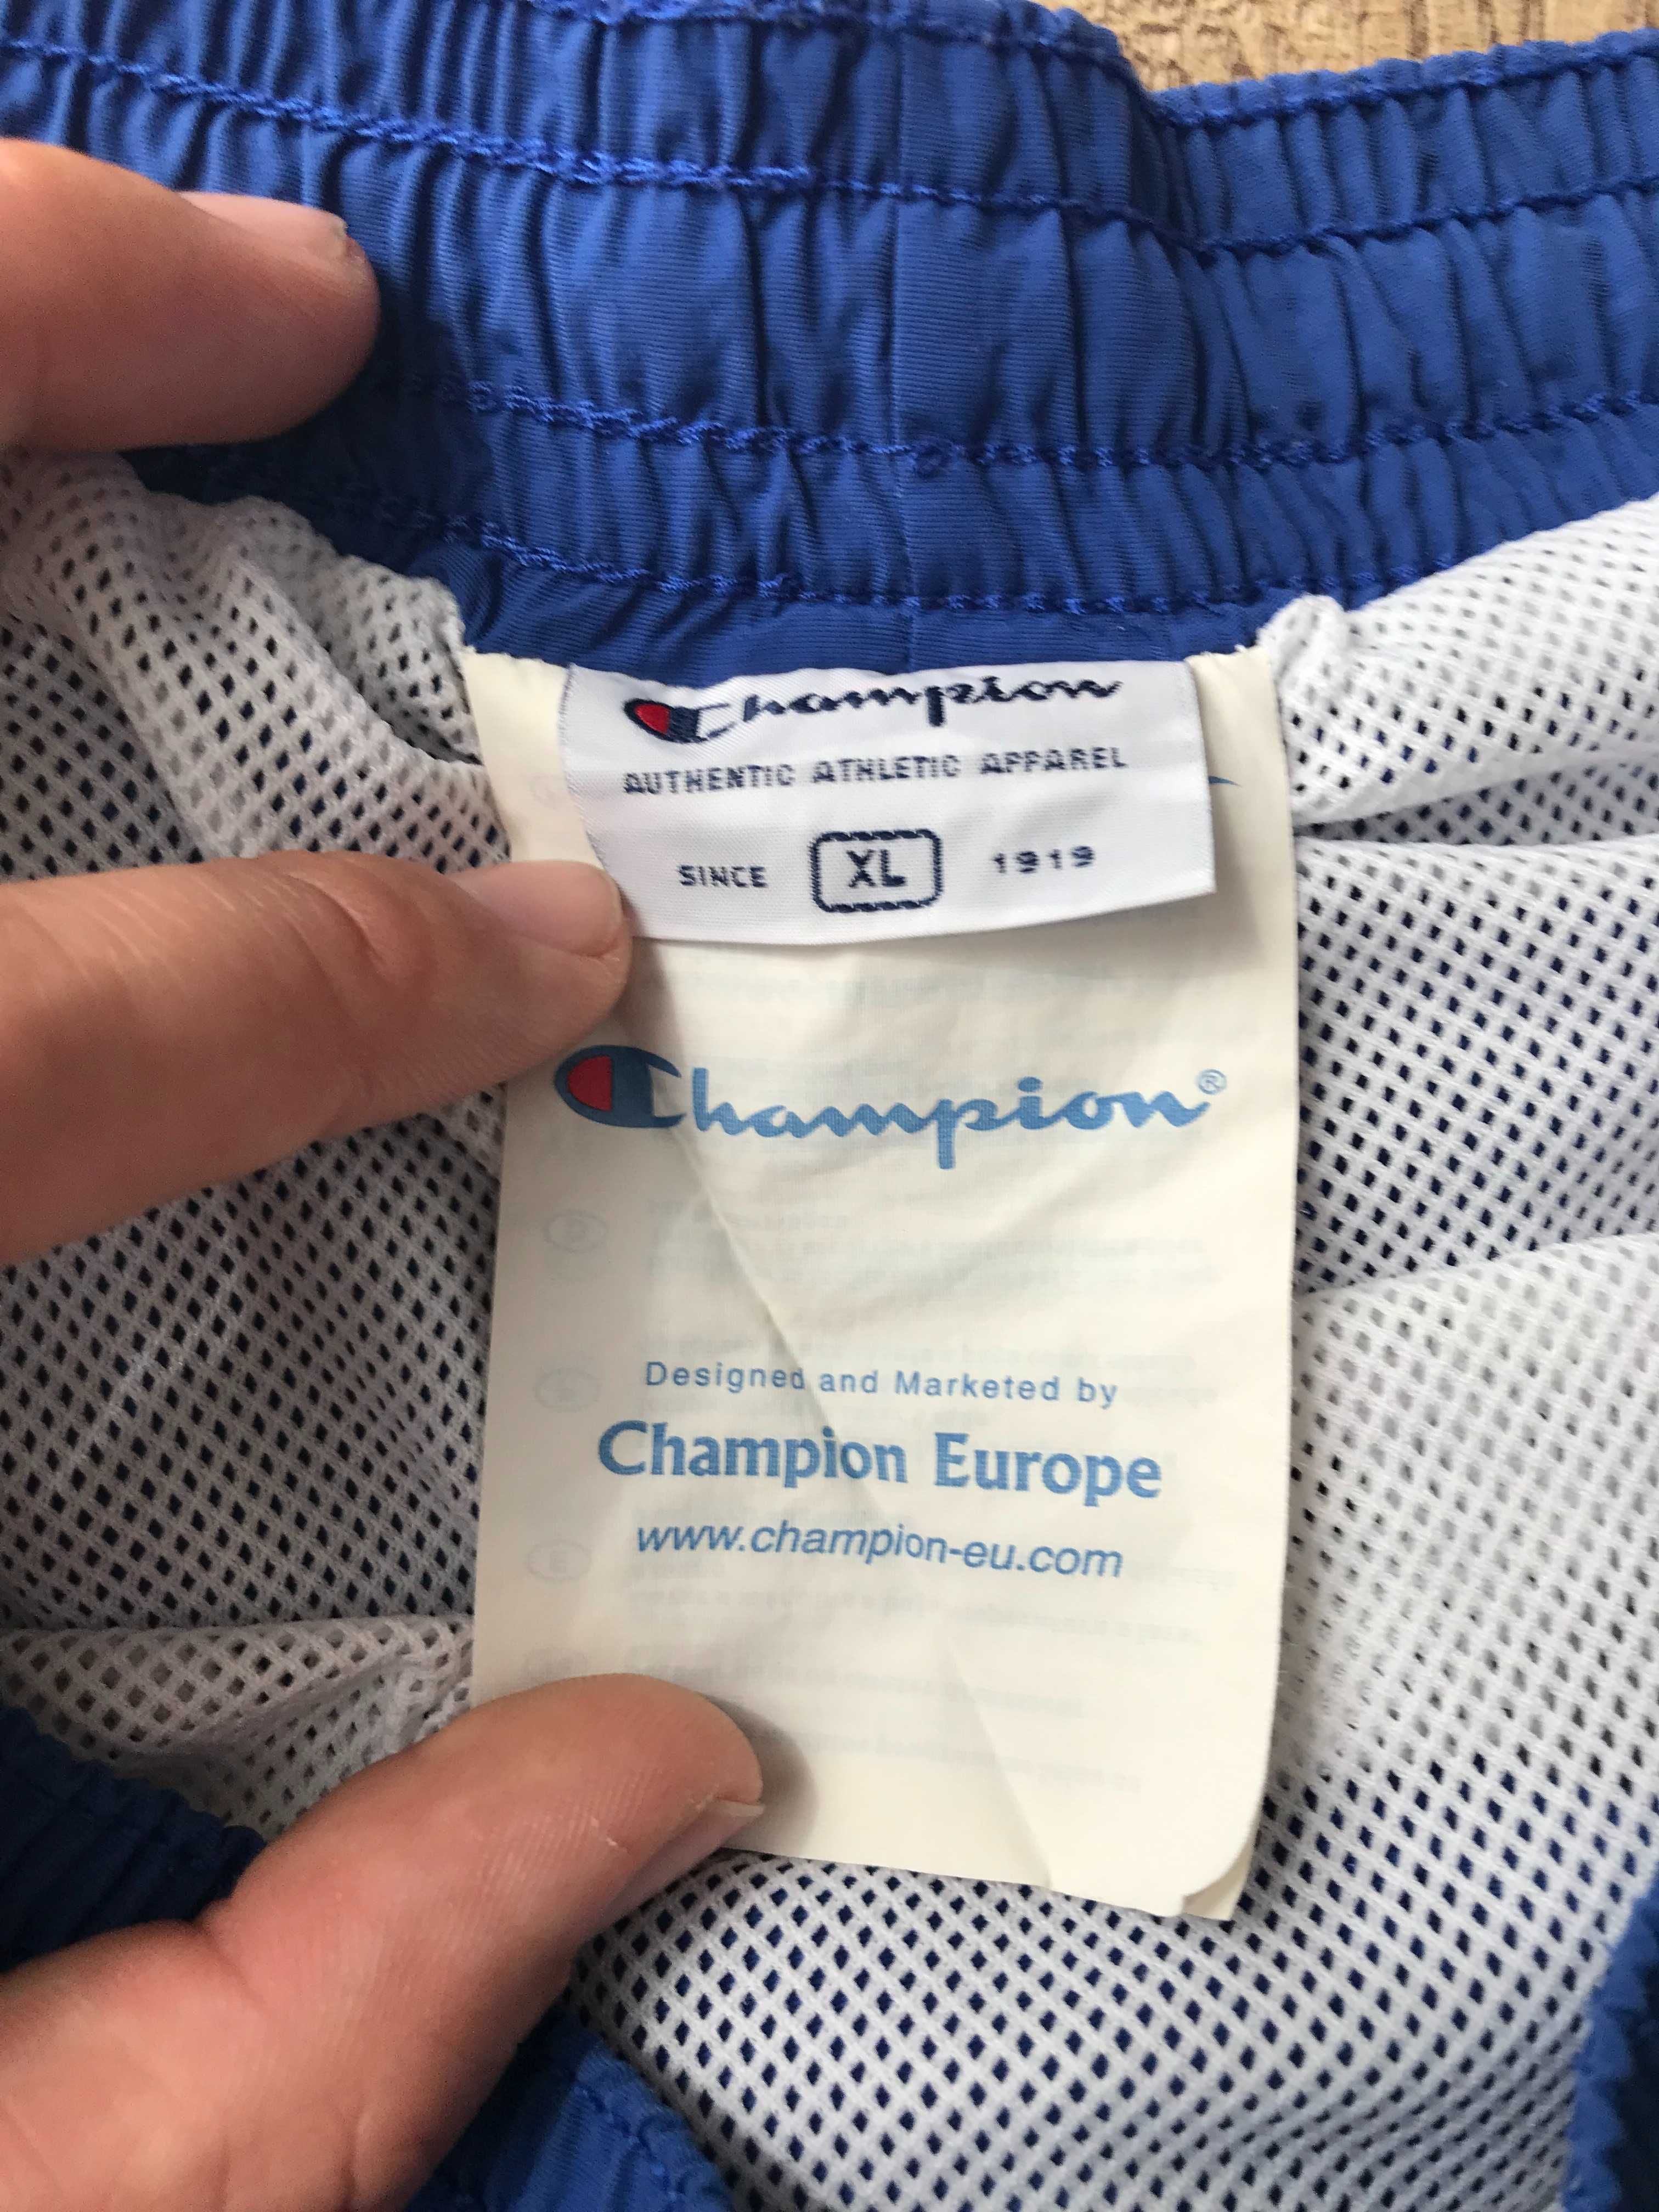 Champion
AUTHENTIC ATHLETIC APPAREL
SINCE XL 1919
Champion®
Designed and Marketed by
Champion Europe
www.champion-eu.com